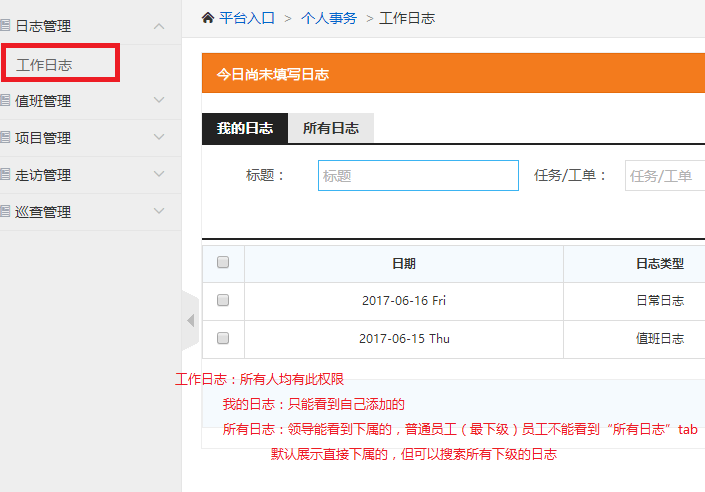 日志管理
工作日志
值班管理
项目管理
走访管理
巡查管理
平台入口 > 个人事务 > 工作日志
今日尚未填写日志
我的日志 所有日志
标题： 标题 任务/工单： 任务/工单
日期 日志类型
2017-06-16 Fri 日常日志
2017-06-15 Thu 值班日志
工作日志：所有人均有此权限
我的日志：只能看到自己添加的
所有日志：领导能看到下属的，普通员工（最下级）员工不能看到“所有日志”tab
默认展示直接下属的，但可以搜索所有下级的日志